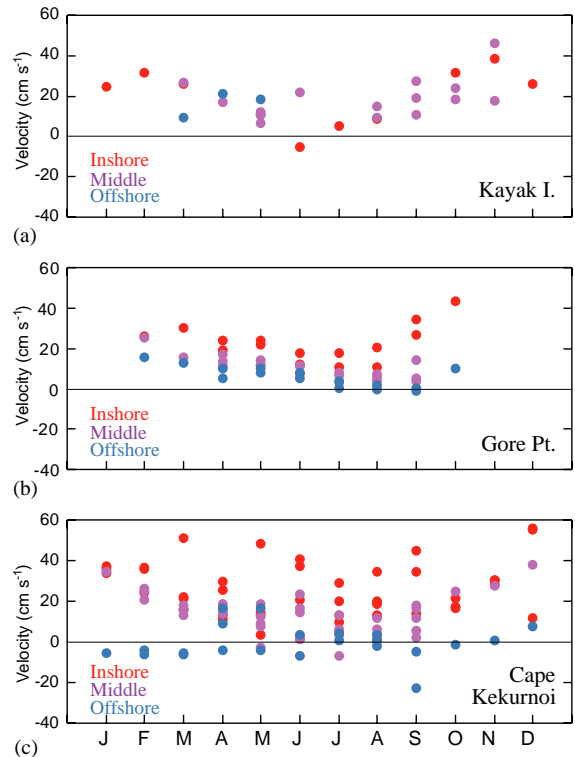 60
40
20
0
20
40
Velocity (cm s⁻¹)
Inshore
Middle
Offshore
Kayak I.
(a)
60
40
20
0
20
40
Velocity (cm s⁻¹)
Inshore
Middle
Offshore
Gore Pt.
(b)
60
40
20
0
20
40
Velocity (cm s⁻¹)
Inshore
Middle
Offshore
Cape
Kekurnoi
(c)
J F M A M J J A S O N D